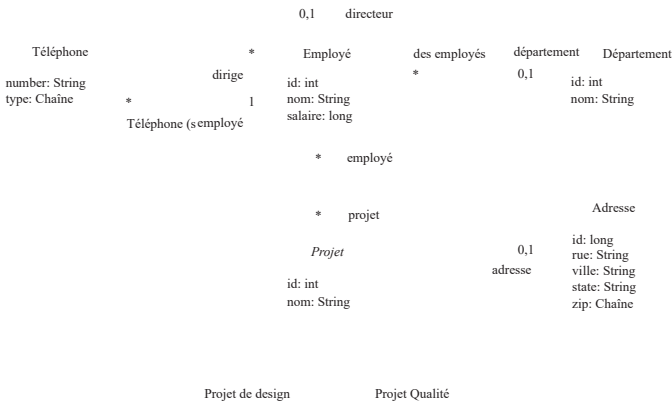 0,1 directeur
Téléphone * Employé des employés département Département
dirige * 0,1
number: String id: int id: int
type: Chaîne * 1 nom: String nom: String
salaire: long
Téléphone (s employé
* employé
* projet
Adresse
Projet 0,1
adresse
id: int
nom: String
id: long
rue: String
ville: String
state: String
zip: Chaîne
Projet de design Projet Qualité